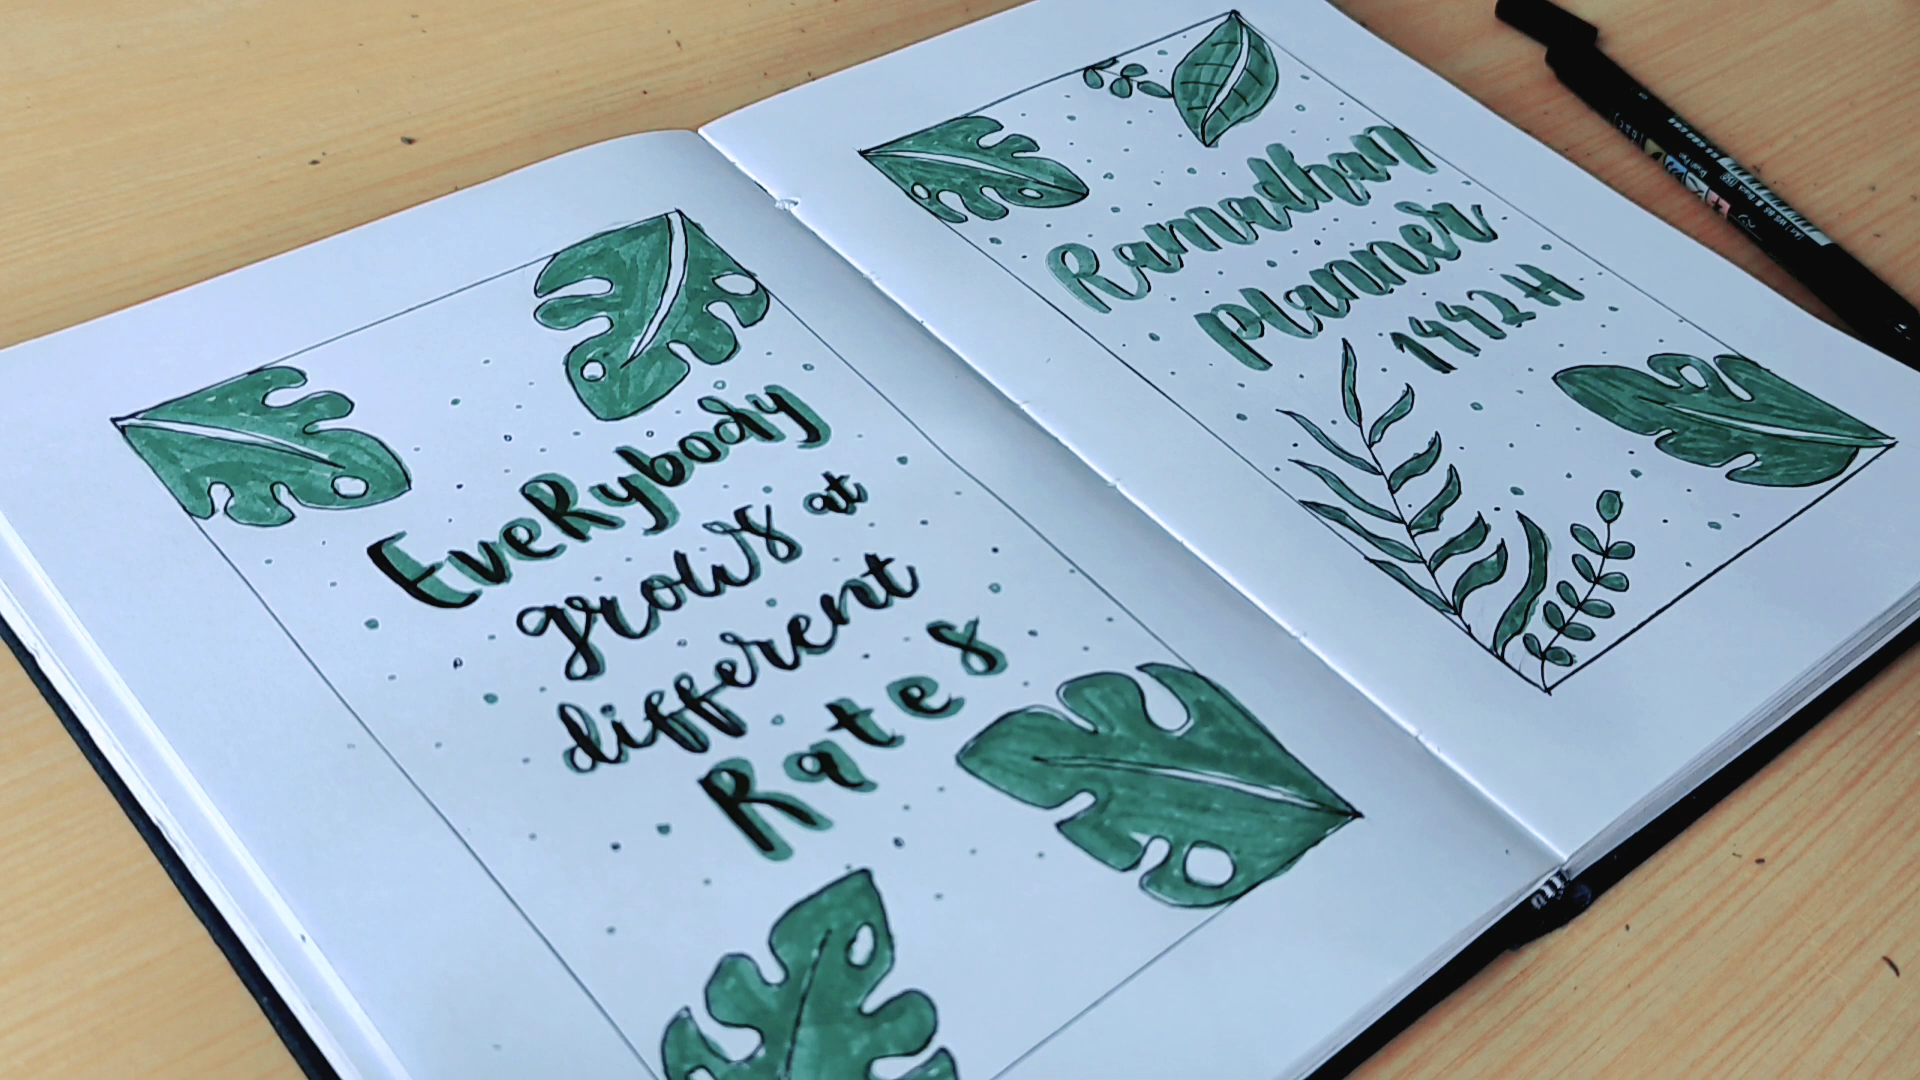 EveRybody
grows at
different
Rates
Ramadhan
planner
1442H